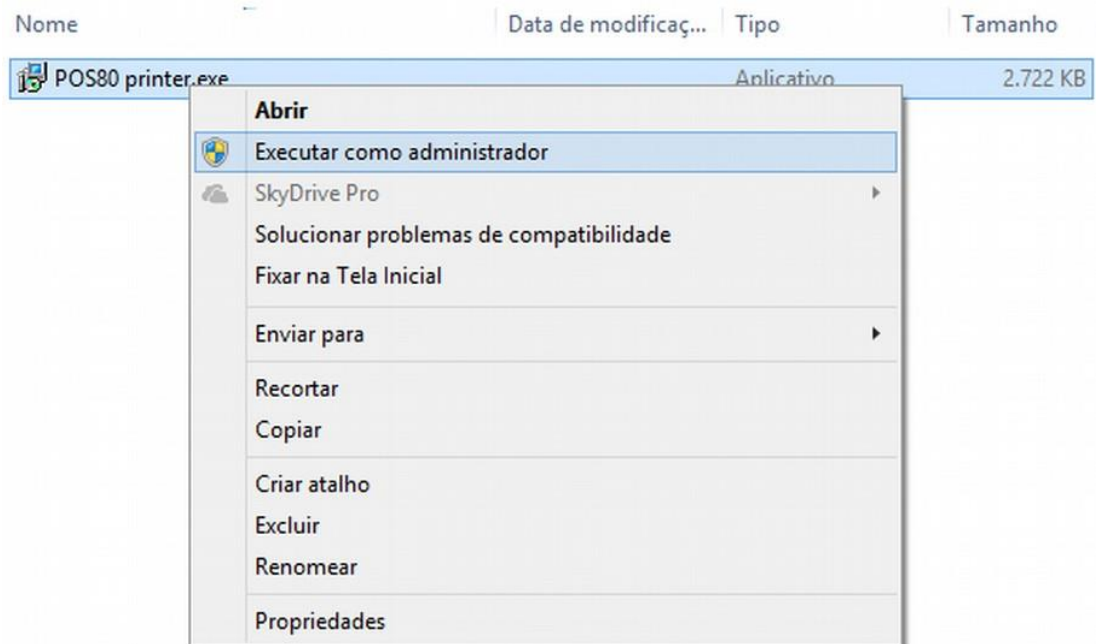 Nome Data de modificaç... Tipo Tamanho
POS80 printer.exe Aplicativo 2.722 KB
Abrir
Executar como administrador
SkyDrive Pro
Solucionar problemas de compatibilidade
Fixar na Tela Inicial
Enviar para
Recortar
Copiar
Criar atalho
Excluir
Renomear
Propriedades